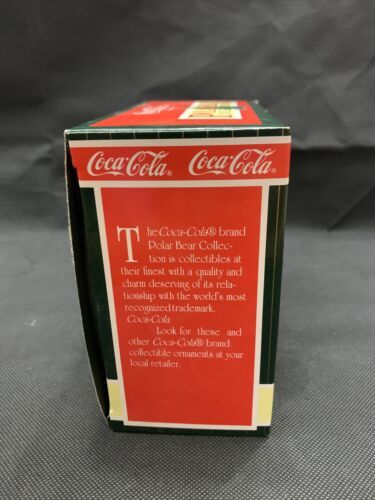 Coca-Cola® Coca-Cola®
The Coca-Cola® brand
Polar Bear Collec-
tion is collectibles at
their finest with a quality and
charm deserving of its rela-
tionship with the world's most
recognized trademark,
Coca-Cola.
Look for these and
other Coca-Cola® brand
collectible ornaments at your
local retailer.